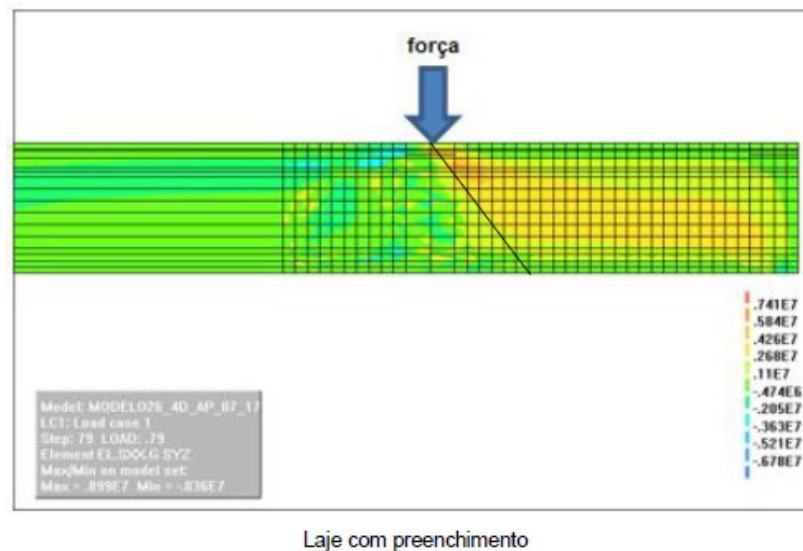 força
.741E7
.584E7
.426E7
.268E7
.11E7
-.474E6
-.205E7
-.363E7
-.521E7
-.678E7
Model: MODELO26_4D_AP_07_17
LC1: Load case 1
Step: 79 LOAD: .79
Element EL.SXX.G SYZ
Max/Min on model set:
Max = .899E7 Min = -.836E7
Laje com preenchimento